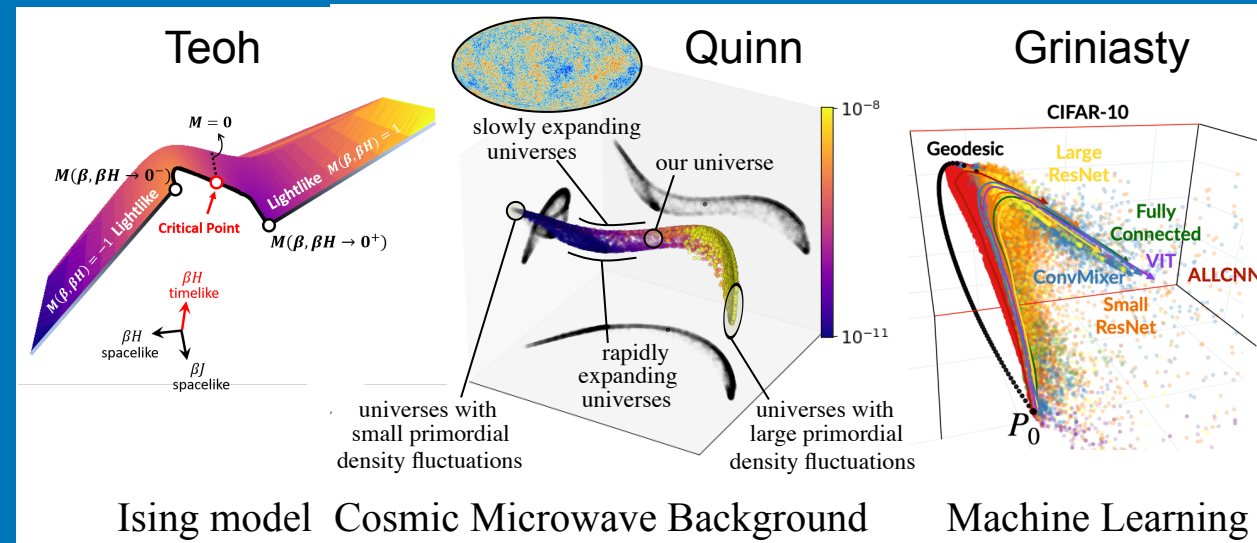 Teoh
M = 0
M(β, βH → 0⁻)
Lightlike
Lightlike
M(β, βH) = 1
M(β, βH) = −1
Critical Point
M(β, βH → 0⁺)
βH
timelike
βH
spacelike
βJ
spacelike
Ising model
Quinn
10⁻⁸
slowly expanding
universes
our universe
10⁻¹¹
rapidly
expanding
universes
universes with
small primordial
density fluctuations
universes with
large primordial
density fluctuations
Cosmic Microwave Background
Griniasty
CIFAR-10
Geodesic
Large
ResNet
Fully
Connected
VIT
ConvMixer
ALLCNN
Small
ResNet
P₀
Machine Learning